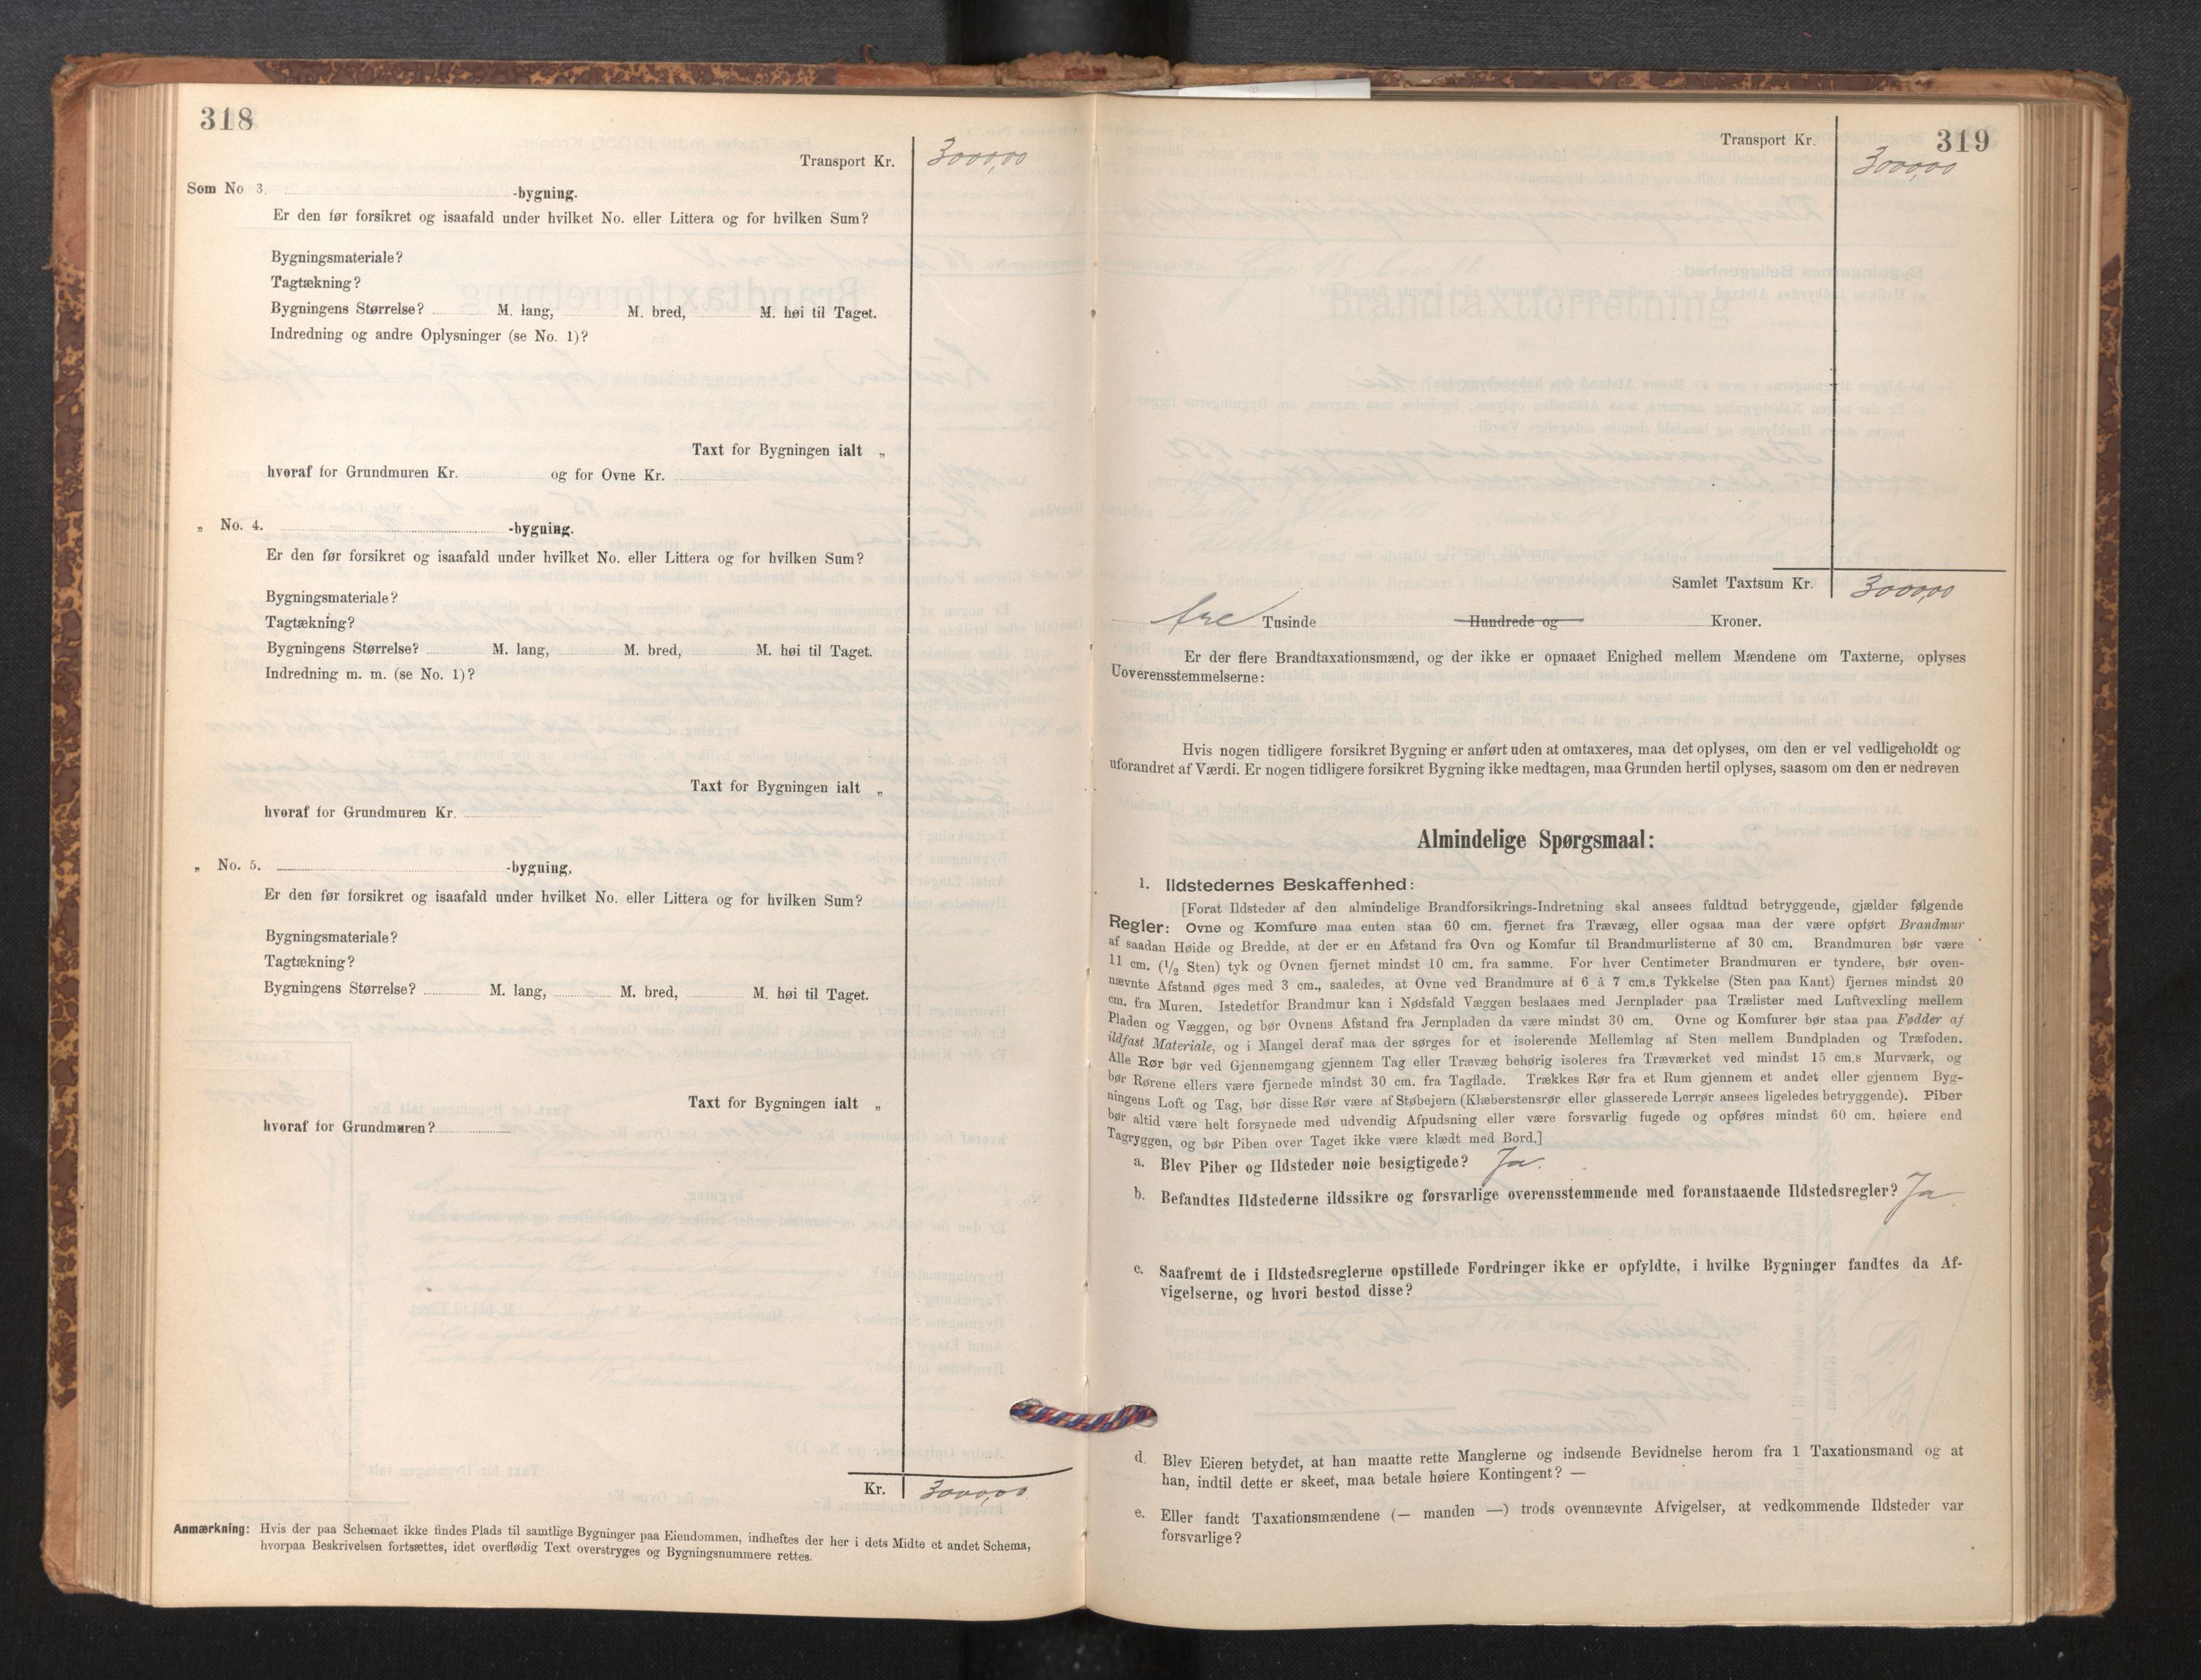 318
Transport Kr. 3000,00
Som No 3. -bygning.
Er den før forsikret og isaafald under hvilket No. eller Littera og for hvilken Sum?
Bygningsmateriale?
Tagtækning?
Bygningens Størrelse? M. lang, M. bred, M. høi til Taget.
Indredning og andre Oplysninger (se No. 1)?
Taxt for Bygningen ialt „
hvoraf for Grundmuren Kr. og for Ovne Kr.
„ No. 4. -bygning.
Er den før forsikret og isaafald under hvilket No. eller Littera og for hvilken Sum?
Bygningsmateriale?
Tagtækning?
Bygningens Størrelse? M. lang, M. bred, M. høi til Taget.
Indredning m. m. (se No. 1)?
Taxt for Bygningen ialt „
hvoraf for Grundmuren Kr.
„ No. 5. -bygning,
Er den før forsikret og isaafald under hvilket No. eller Littera og for hvilken Sum?
Bygningsmateriale?
Tagtækning?
Bygningens Størrelse? M. lang, M. bred, M. høi til Taget.
Taxt for Bygningen ialt „
hvoraf for Grundmuren?
Kr. 3000,00
Anmærkning: Hvis der paa Schemaet ikke findes Plads til samtlige Bygninger paa Eiendommen, indheftes der her i dets Midte et andet Schema,
hvorpaa Beskrivelsen fortsættes, idet overflødig Text overstryges og Bygningsnummere rettes.
319
Transport Kr. 3000,00
Samlet Taxtsum Kr. 3000,00
tre Tusinde Hundrede og Kroner.
Er der flere Brandtaxationsmænd, og der ikke er opnaaet Enighed mellem Mændene om Taxterne, oplyses
Uoverensstemmelserne:
Hvis nogen tidligere forsikret Bygning er anført uden at omtaxeres, maa det oplyses, om den er vel vedligeholdt og
uforandret af Værdi. Er nogen tidligere forsikret Bygning ikke medtagen, maa Grunden hertil oplyses, saasom om den er nedreven
Almindelige Spørgsmaal:
1. Ildstedernes Beskaffenhed:
[Forat Ildsteder af den almindelige Brandforsikrings-Indretning skal ansees fuldtud betryggende, gjælder følgende
Regler: Ovne og Komfure maa enten staa 60 cm. fjernet fra Trævæg, eller ogsaa maa der være opført Brandmur
af saadan Høide og Bredde, at der er en Afstand fra Ovn og Komfur til Brandmurlisterne af 30 cm. Brandmuren bør være
11 cm. (1/2 Sten) tyk og Ovnen fjernet mindst 10 cm. fra samme. For hver Centimeter Brandmuren er tyndere, bør oven-
nævnte Afstand øges med 3 cm., saaledes, at Ovne ved Brandmure af 6 à 7 cm.s Tykkelse (Sten paa Kant) fjernes mindst 20
cm. fra Muren. Istedetfor Brandmur kan i Nødsfald Væggen beslaaes med Jernplader paa Trælister med Luftvexling mellem
Pladen og Væggen, og bør Ovnens Afstand fra Jernpladen da være mindst 30 cm. Ovne og Komfurer bør staa paa Fødder af
ildfast Materiale, og i Mangel deraf maa der sørges for et isolerende Mellemlag af Sten mellem Bundpladen og Træfoden.
Alle Rør bør ved Gjennemgang gjennem Tag eller Trævæg behørig isoleres fra Træværket ved mindst 15 cm.s Murværk, og
bør Rørene ellers være fjernede mindst 30 cm. fra Tagflade. Trækkes Rør fra et Rum gjennem et andet eller gjennem Byg-
ningens Loft og Tag, bør disse Rør være af Støbejern (Klæberstensrør eller glasserede Lerrør ansees ligeledes betryggende). Piber
bør altid være helt forsynede med udvendig Afpudsning eller være forsvarlig fugede og opføres mindst 60 cm. høiere end
Tagryggen, og bør Piben over Taget ikke være klædt med Bord.]
a. Blev Piber og Ildsteder nøie besigtigede? Ja.
b. Befandtes Ildstederne ildssikre og forsvarlige overensstemmende med foranstaaende Ildstedsregler? Ja
c. Saafremt de i Ildstedsreglerne opstillede Fordringer ikke er opfyldte, i hvilke Bygninger fandtes da Af-
vigelserne, og hvori bestod disse?
d. Blev Eieren betydet, at han maatte rette Manglerne og indsende Bevidnelse herom fra 1 Taxationsmand og at
han, indtil dette er skeet, maa betale høiere Kontingent? —
e. Eller fandt Taxationsmændene (— manden —) trods ovennævnte Afvigelser, at vedkommende Ildsteder var
forsvarlige?